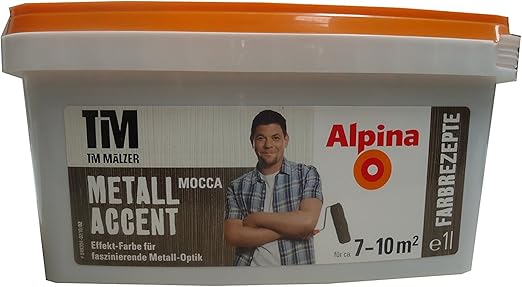 TiM
TiM MÄLZER
METALL MOCCA
ACCENT
Effekt-Farbe für
faszinierende Metall-Optik
Alpina
für ca. 7–10 m²
FARBREZEPTE
e1l